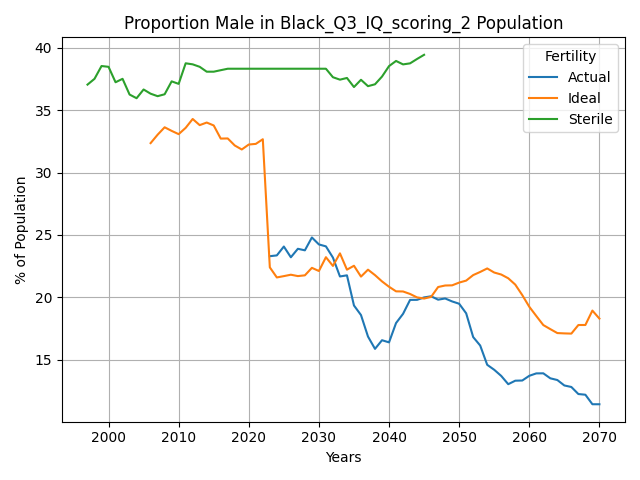 Proportion Male in Black_Q3_IQ_scoring_2 Population
40
35
30
25
20
15
% of Population
Fertility
Actual
Ideal
Sterile
2000 2010 2020 2030 2040 2050 2060 2070
Years